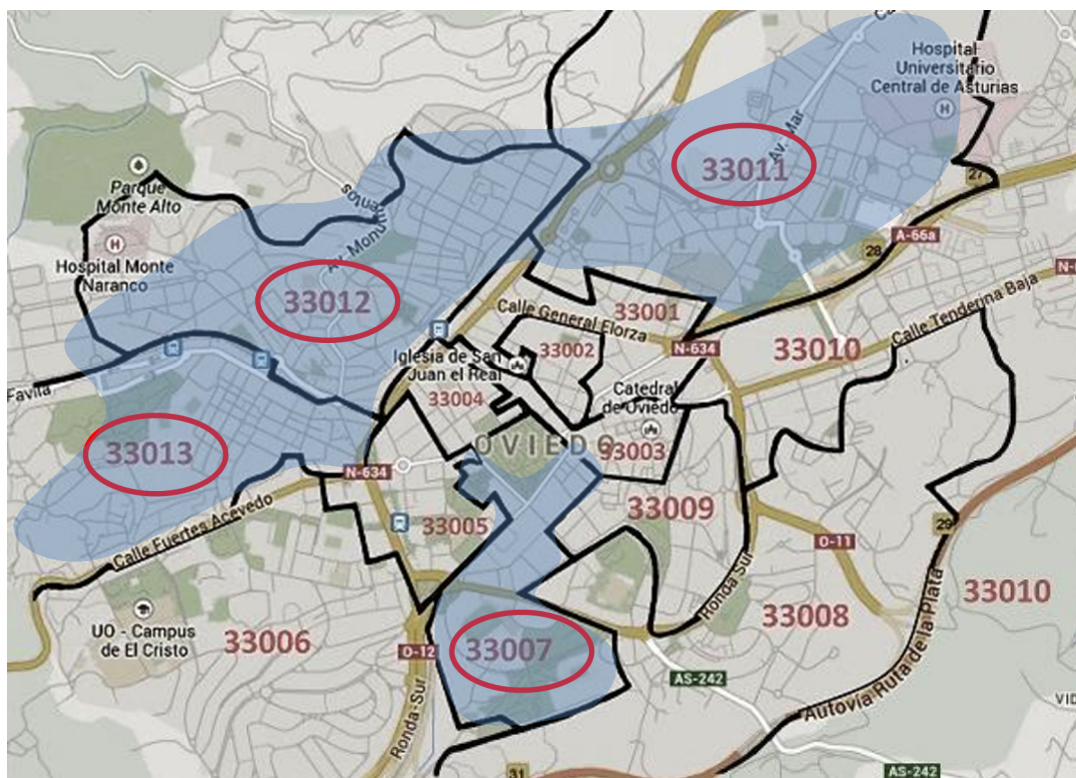 Hospital
Universitario
Central de Asturias
Av. Mar
33011
27
Parque
Monte Alto
A-66a
28
Hospital Monte
Naranco
Av. Monu
mientos
33012
33001
Calle General Elorza
Calle Tenderina Baja
N-634
33002
33010
Iglesia de San
Juan el Real
Favila
Catedral
de Oviedo
33004
OVIEDO
33003
33013
N-634
33005
33009
Calle Fuertes Acevedo
29
O-11
Ronda Sur
33010
33008
UO - Campus
de El Cristo
33006
O-12
33007
AS-242
Autovía Ruta de la Plata
Ronda-Sur
31
AS-242